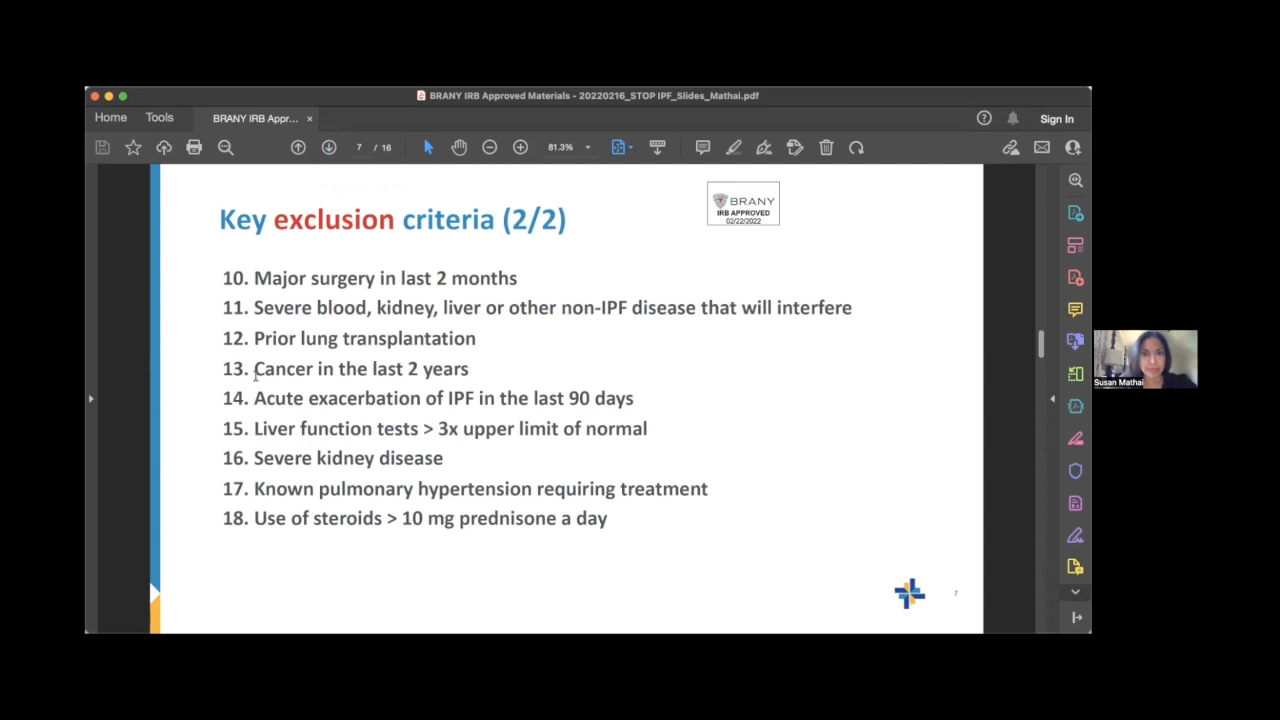 BRANY IRB Approved Materials - 20220216_STOP IPF_Slides_Mathai.pdf
Home Tools BRANY IRB Appr... × Sign In
7 / 16 81.3%
Key exclusion criteria (2/2)
BRANY
IRB APPROVED
02/22/2022
10. Major surgery in last 2 months
11. Severe blood, kidney, liver or other non-IPF disease that will interfere
12. Prior lung transplantation
13. Cancer in the last 2 years
14. Acute exacerbation of IPF in the last 90 days
15. Liver function tests > 3x upper limit of normal
16. Severe kidney disease
17. Known pulmonary hypertension requiring treatment
18. Use of steroids > 10 mg prednisone a day
7
Susan Mathai